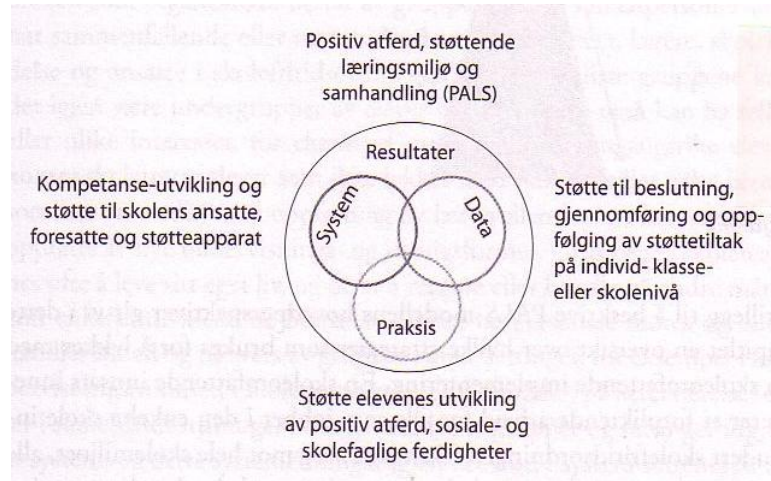 Positiv atferd, støttende
læringsmiljø og
samhandling (PALS)
Resultater
System
Data
Praksis
Kompetanse-utvikling og
støtte til skolens ansatte,
foresatte og støtteapparat
Støtte til beslutning,
gjennomføring og opp-
følging av støttetiltak
på individ- klasse-
eller skolenivå
Støtte elevenes utvikling
av positiv atferd, sosiale- og
skolefaglige ferdigheter